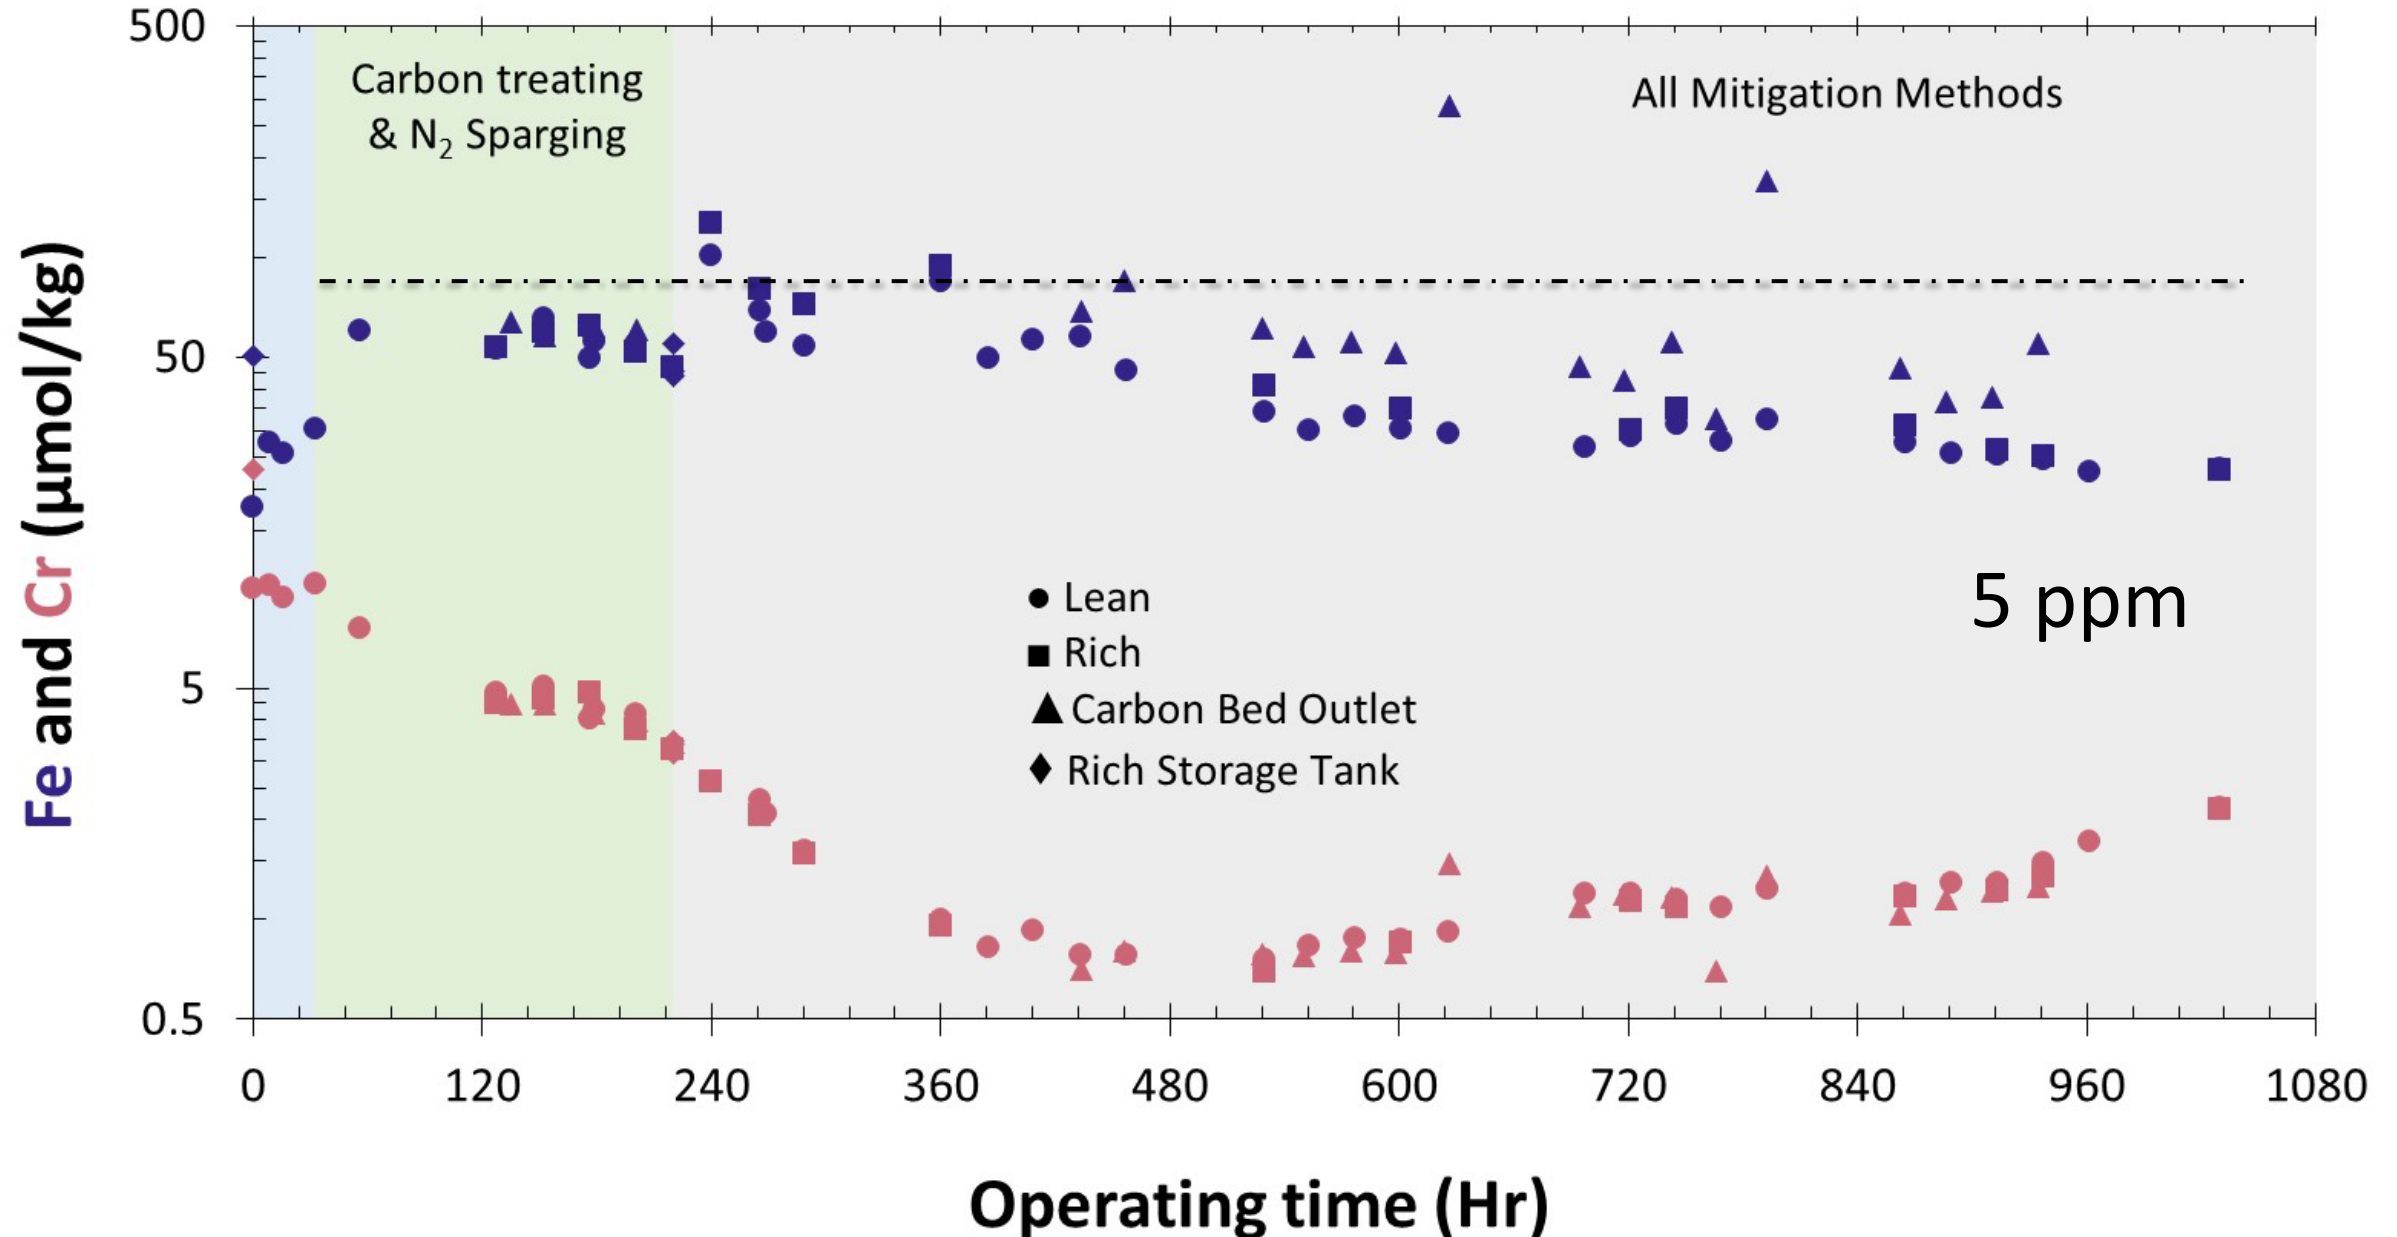 500
50
5
0.5
Fe and Cr (µmol/kg)
Carbon treating
& N₂ Sparging
All Mitigation Methods
Lean
Rich
Carbon Bed Outlet
Rich Storage Tank
5 ppm
0 120 240 360 480 600 720 840 960 1080
Operating time (Hr)